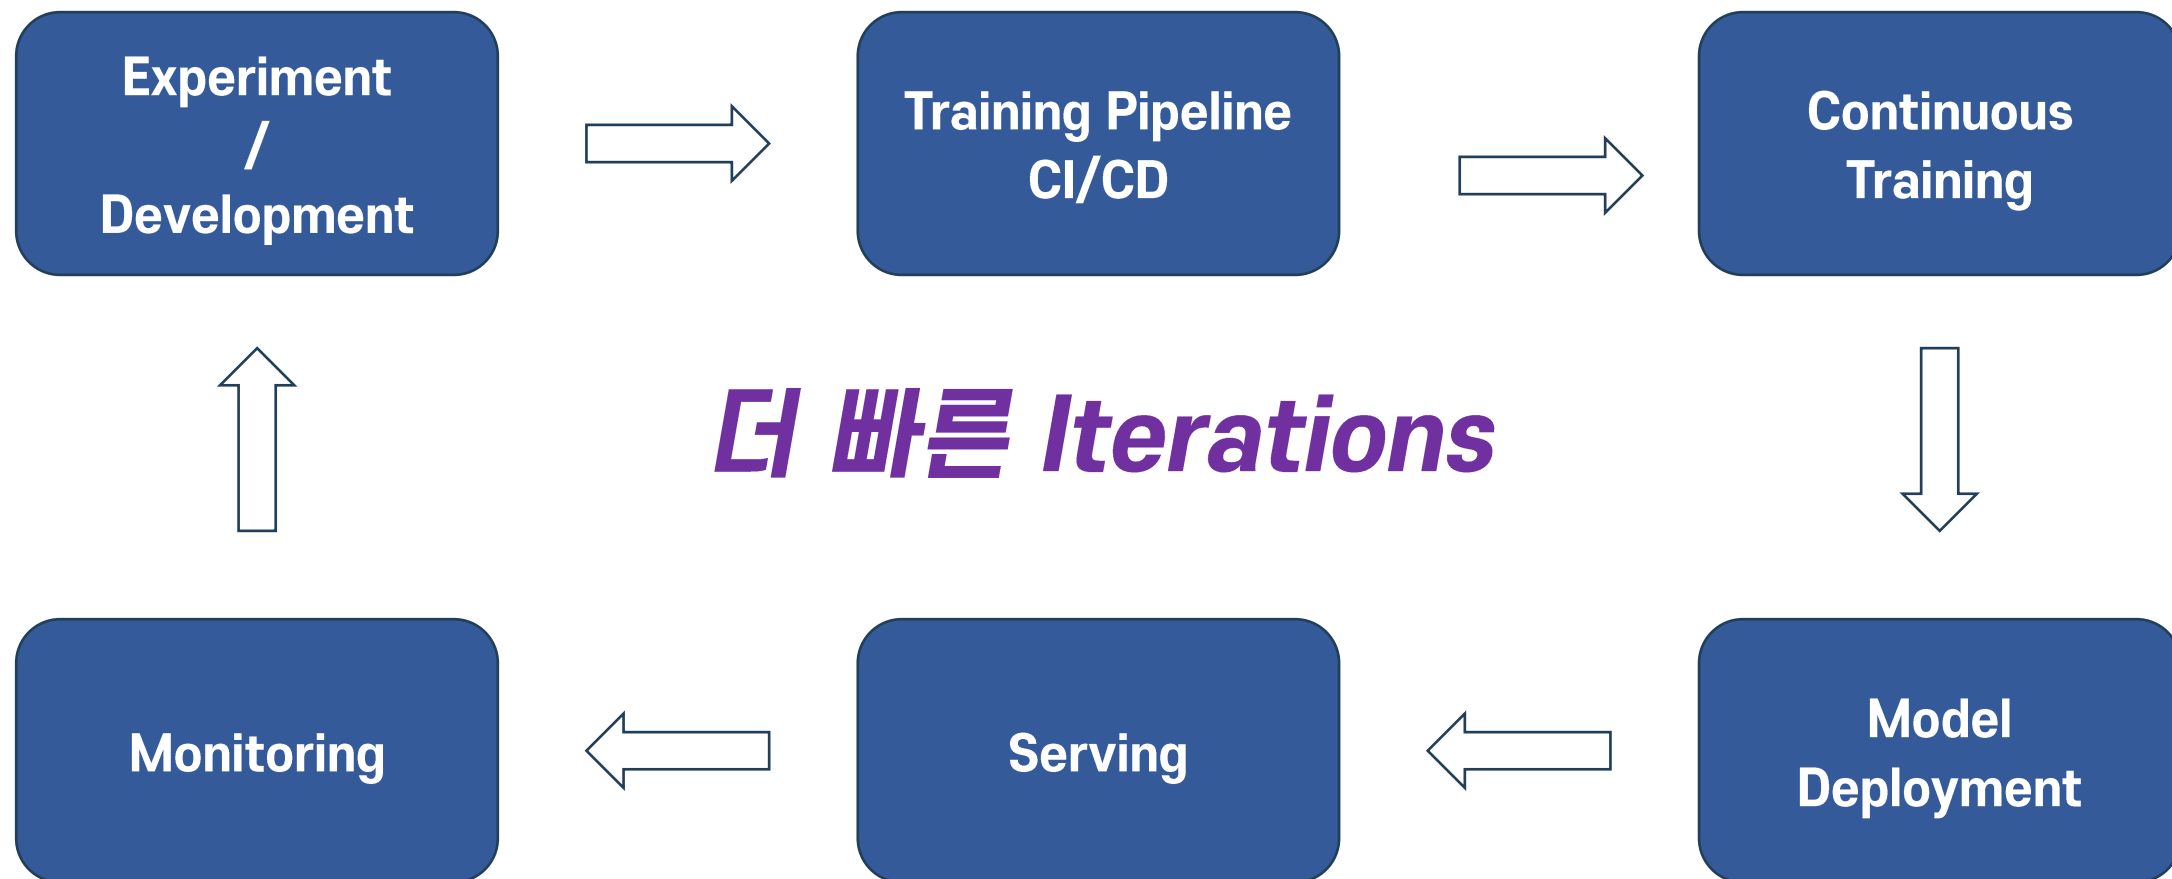 Experiment
/
Development
Training Pipeline
CI/CD
Continuous
Training
더 빠른 Iterations
Monitoring
Serving
Model
Deployment